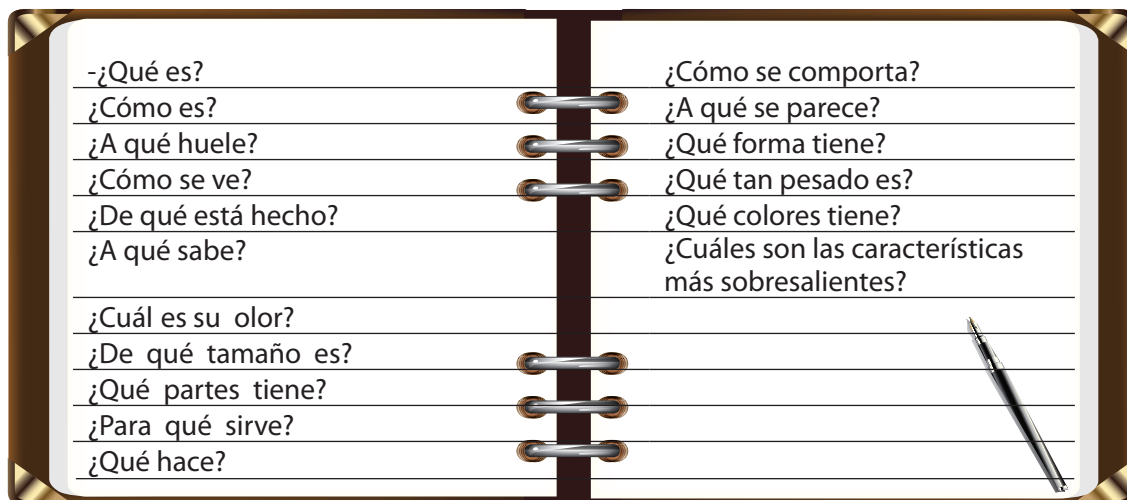 -¿Qué es?
¿Cómo es?
¿A qué huele?
¿Cómo se ve?
¿De qué está hecho?
¿A qué sabe?
¿Cuál es su olor?
¿De qué tamaño es?
¿Qué partes tiene?
¿Para qué sirve?
¿Qué hace?
¿Cómo se comporta?
¿A qué se parece?
¿Qué forma tiene?
¿Qué tan pesado es?
¿Qué colores tiene?
¿Cuáles son las características
más sobresalientes?